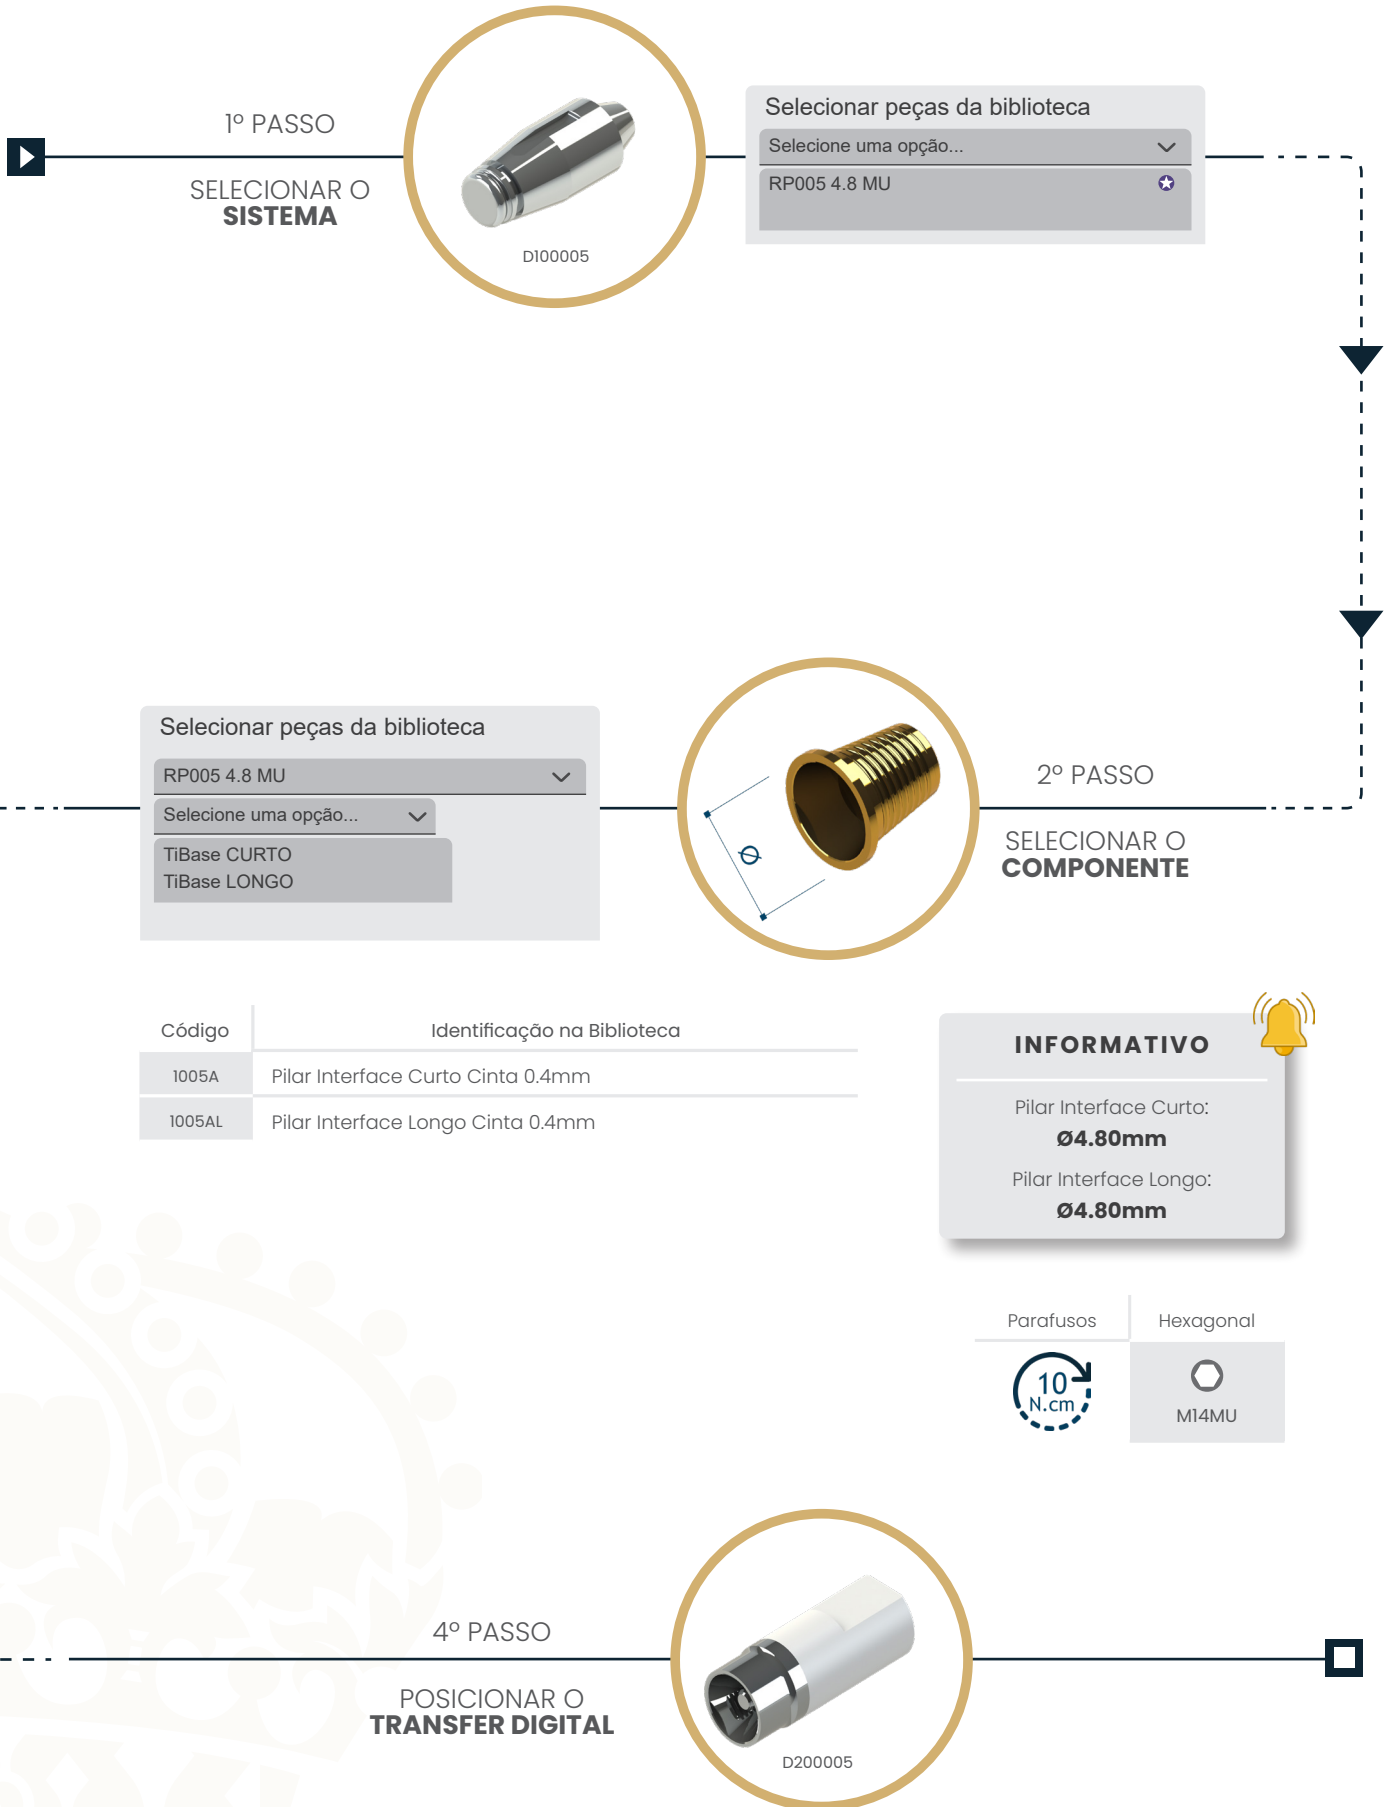 1º PASSO
SELECIONAR O
SISTEMA
D100005
Selecionar peças da biblioteca
Selecione uma opção...
RP005 4.8 MU
Selecionar peças da biblioteca
RP005 4.8 MU
Selecione uma opção...
TiBase CURTO
TiBase LONGO
Ø
2º PASSO
SELECIONAR O
COMPONENTE
Código Identificação na Biblioteca
1005A Pilar Interface Curto Cinta 0.4mm
1005AL Pilar Interface Longo Cinta 0.4mm
INFORMATIVO
Pilar Interface Curto:
Ø4.80mm
Pilar Interface Longo:
Ø4.80mm
Parafusos Hexagonal
10
N.cm
M14MU
4º PASSO
POSICIONAR O
TRANSFER DIGITAL
D200005